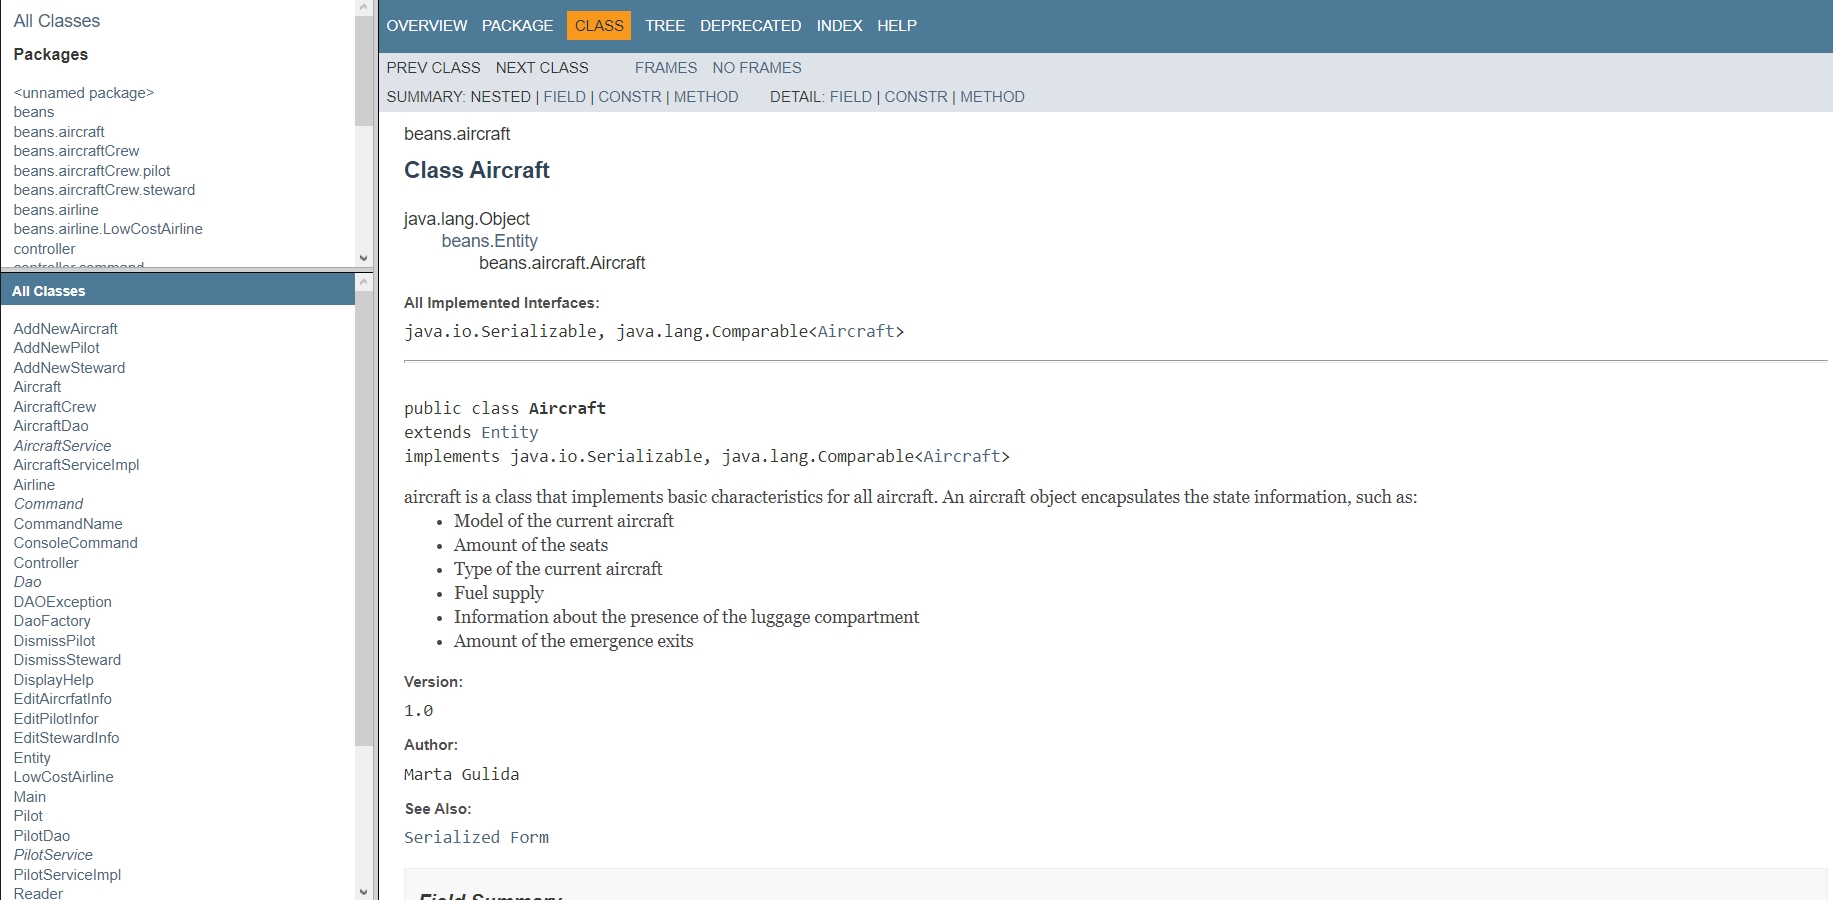 All Classes
Packages
<unnamed package>
beans
beans.aircraft
beans.aircraftCrew
beans.aircraftCrew.pilot
beans.aircraftCrew.steward
beans.airline
beans.airline.LowCostAirline
controller
controller.command
All Classes
AddNewAircraft
AddNewPilot
AddNewSteward
Aircraft
AircraftCrew
AircraftDao
AircraftService
AircraftServiceImpl
Airline
Command
CommandName
ConsoleCommand
Controller
Dao
DAOException
DaoFactory
DismissPilot
DismissSteward
DisplayHelp
EditAircrfatInfo
EditPilotInfor
EditStewardInfo
Entity
LowCostAirline
Main
Pilot
PilotDao
PilotService
PilotServiceImpl
Reader
OVERVIEW PACKAGE CLASS TREE DEPRECATED INDEX HELP
PREV CLASS NEXT CLASS FRAMES NO FRAMES
SUMMARY: NESTED | FIELD | CONSTR | METHOD DETAIL: FIELD | CONSTR | METHOD
beans.aircraft
Class Aircraft
java.lang.Object
beans.Entity
beans.aircraft.Aircraft
All Implemented Interfaces:
java.io.Serializable, java.lang.Comparable<Aircraft>
public class Aircraft
extends Entity
implements java.io.Serializable, java.lang.Comparable<Aircraft>
aircraft is a class that implements basic characteristics for all aircraft. An aircraft object encapsulates the state information, such as:
• Model of the current aircraft
• Amount of the seats
• Type of the current aircraft
• Fuel supply
• Information about the presence of the luggage compartment
• Amount of the emergence exits
Version:
1.0
Author:
Marta Gulida
See Also:
Serialized Form
Field Summary